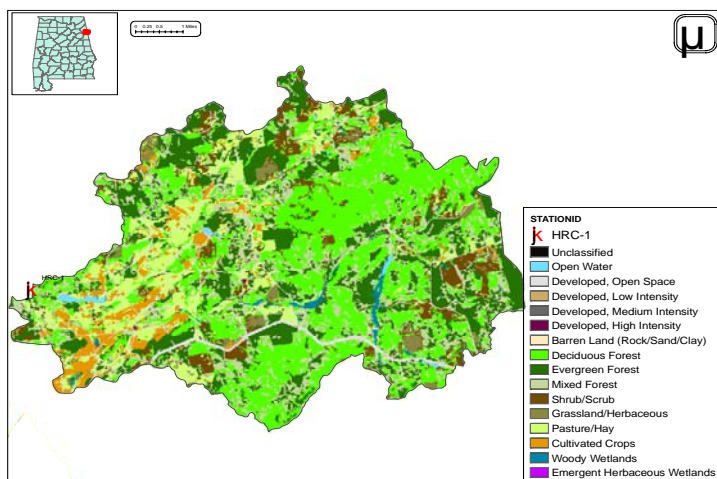 0 0.25 0.5 1 Miles
µ
HRC-1
STATIONID
jk HRC-1
Unclassified
Open Water
Developed, Open Space
Developed, Low Intensity
Developed, Medium Intensity
Developed, High Intensity
Barren Land (Rock/Sand/Clay)
Deciduous Forest
Evergreen Forest
Mixed Forest
Shrub/Scrub
Grassland/Herbaceous
Pasture/Hay
Cultivated Crops
Woody Wetlands
Emergent Herbaceous Wetlands